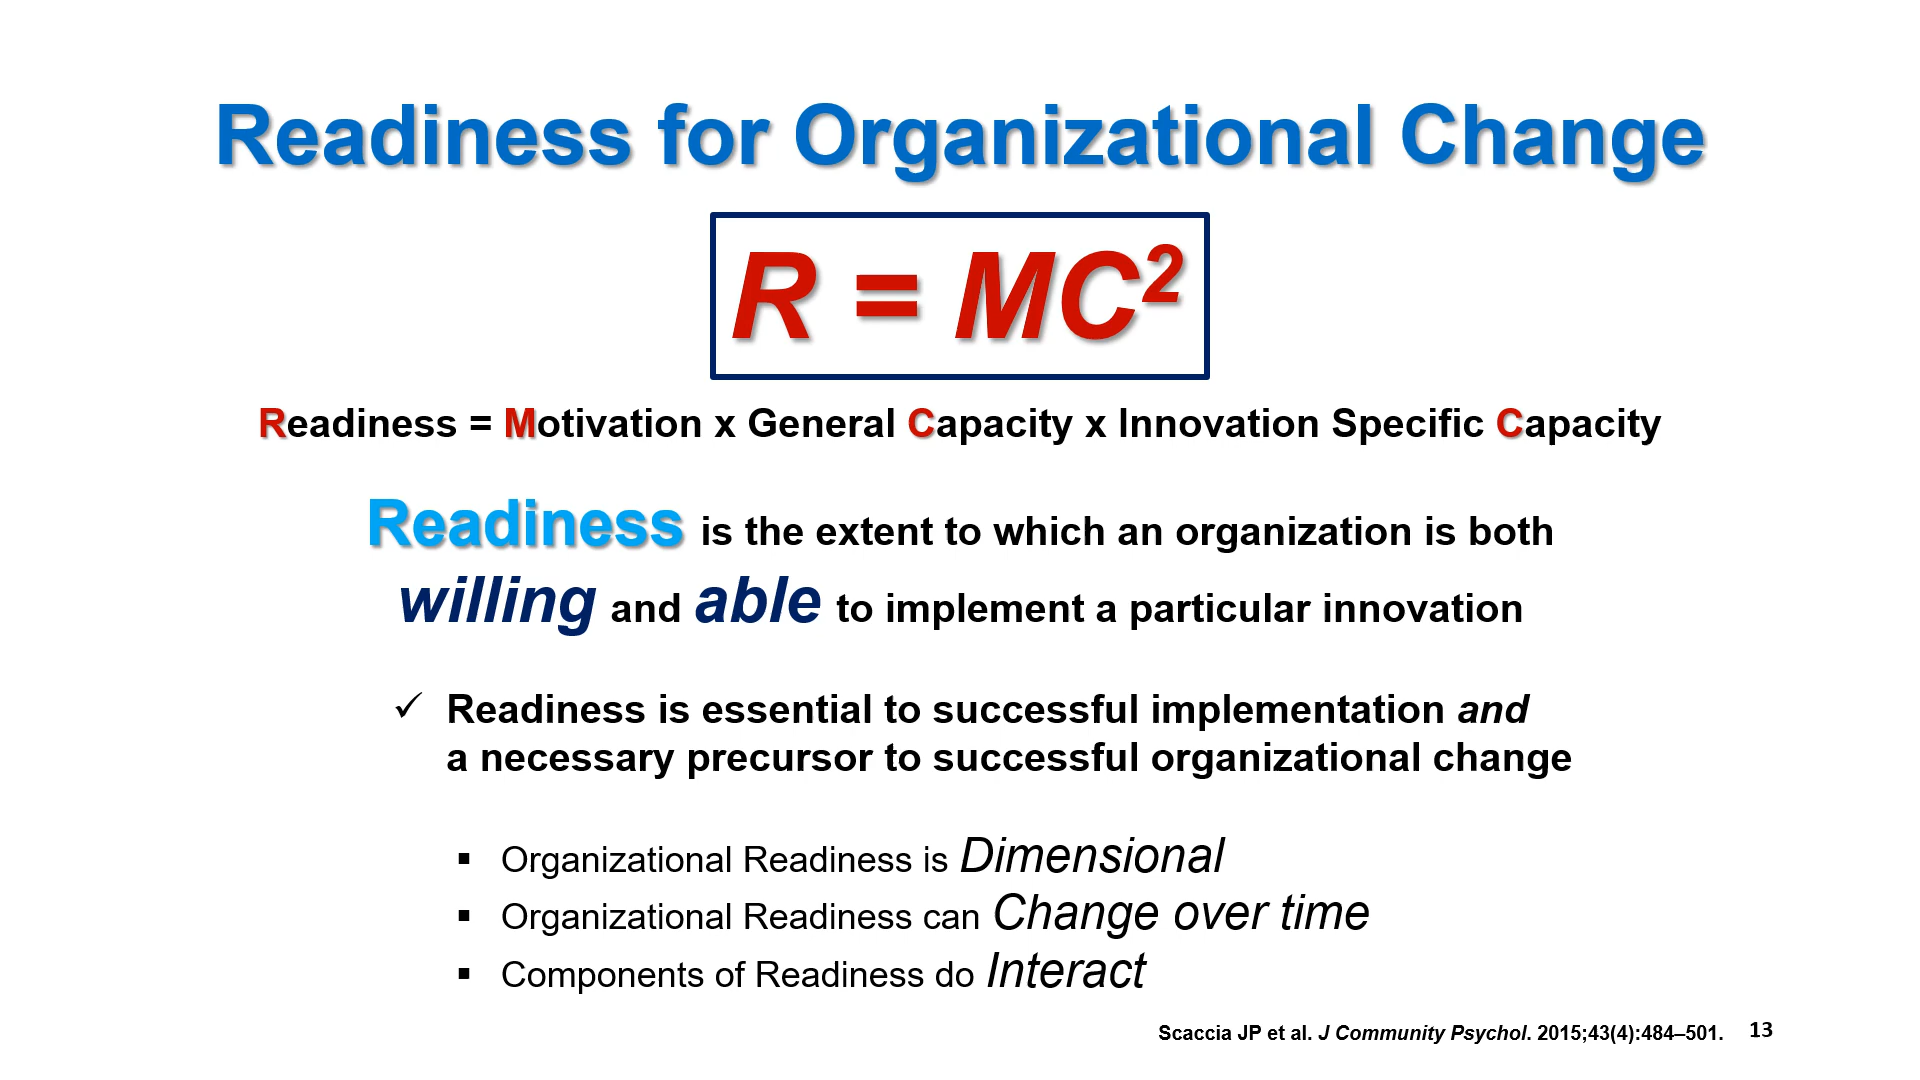 Readiness for Organizational Change
R = MC²
Readiness = Motivation x General Capacity x Innovation Specific Capacity
Readiness is the extent to which an organization is both
willing and able to implement a particular innovation
✓ Readiness is essential to successful implementation and
a necessary precursor to successful organizational change
▪ Organizational Readiness is Dimensional
▪ Organizational Readiness can Change over time
▪ Components of Readiness do Interact
Scaccia JP et al. J Community Psychol. 2015;43(4):484–501. 13